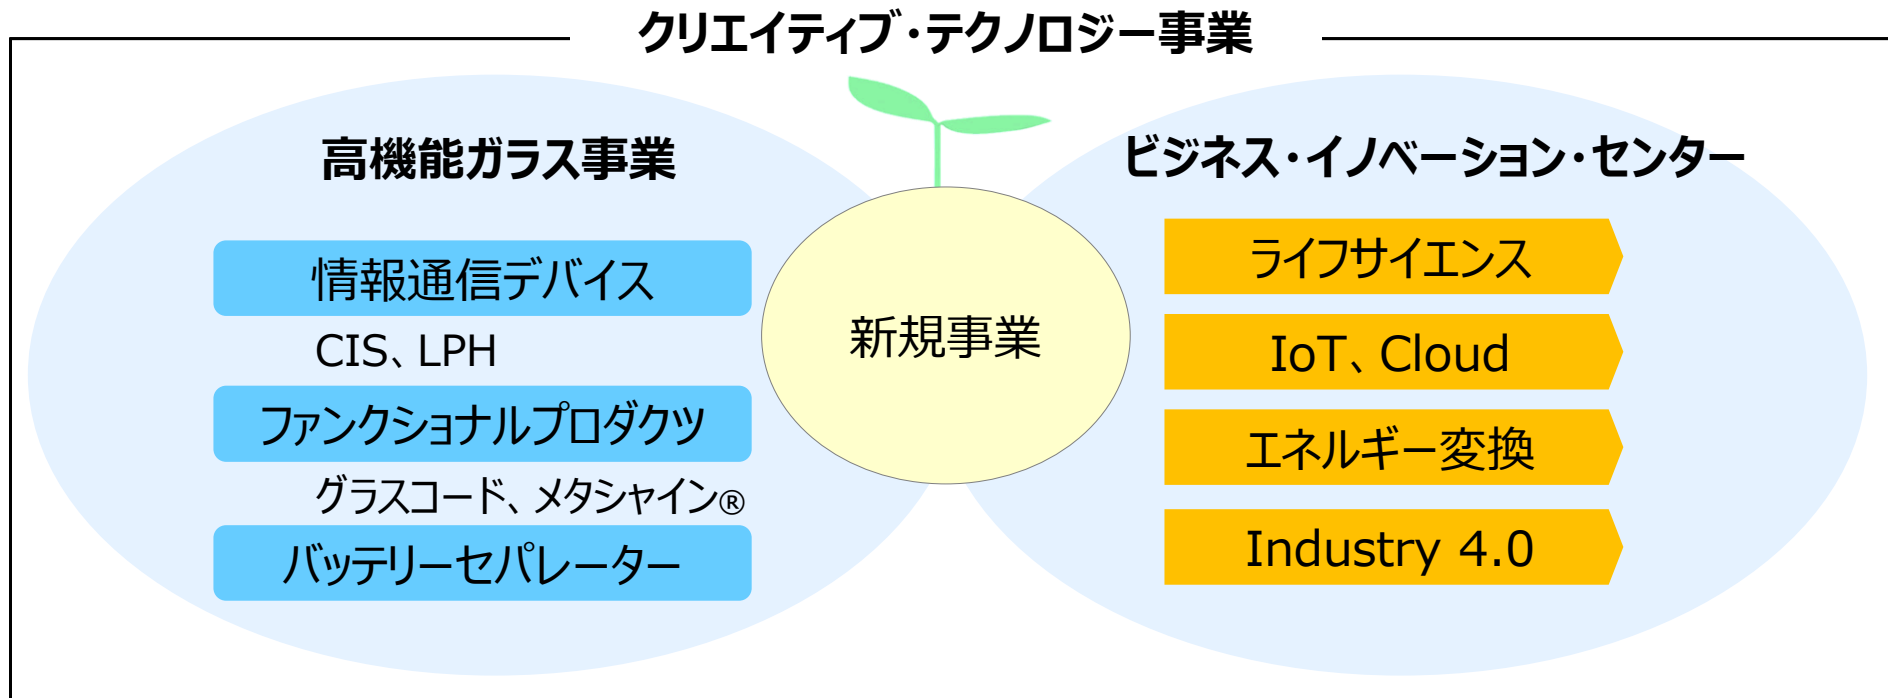 クリエイティブ・テクノロジー事業
高機能ガラス事業
情報通信デバイス
CIS、LPH
ファンクショナルプロダクツ
グラスコード、メタシャイン®
バッテリーセパレーター
新規事業
ビジネス・イノベーション・センター
ライフサイエンス
IoT、Cloud
エネルギー変換
Industry 4.0